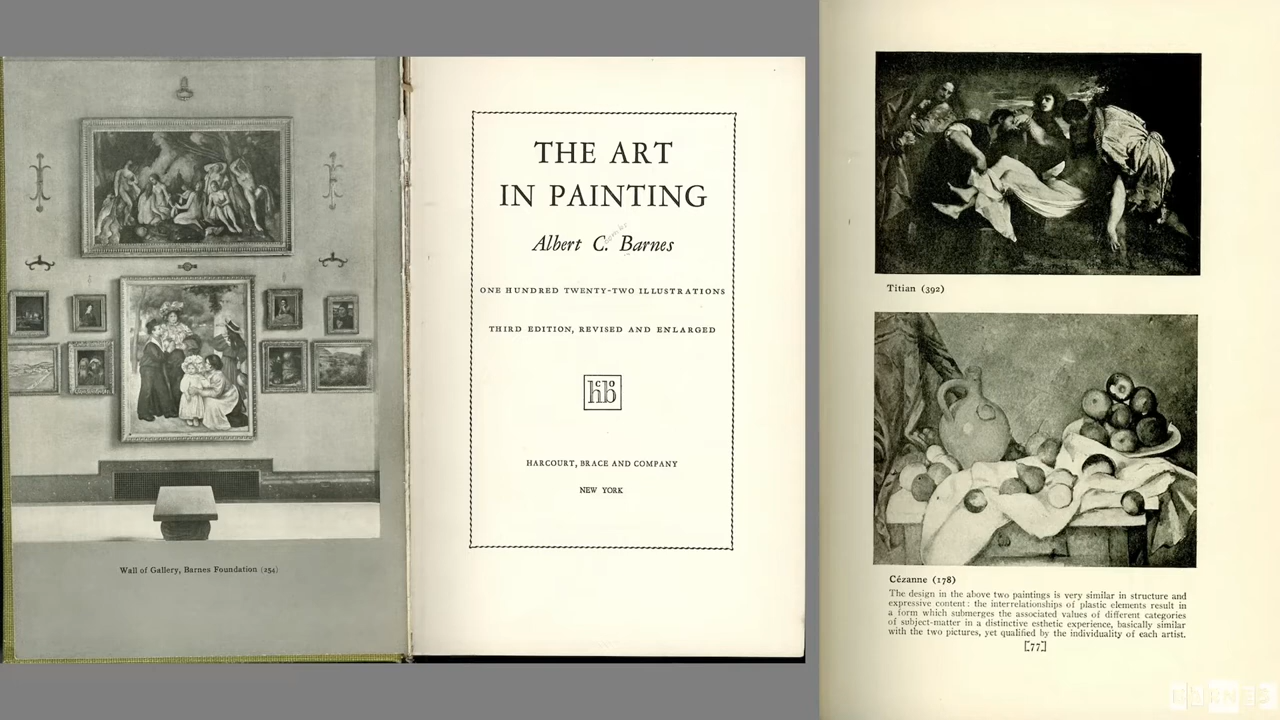 Wall of Gallery, Barnes Foundation (254)
THE ART
IN PAINTING
Albert C. Barnes
ONE HUNDRED TWENTY-TWO ILLUSTRATIONS
THIRD EDITION, REVISED AND ENLARGED
hcbo
HARCOURT, BRACE AND COMPANY
NEW YORK
Titian (392)
Cézanne (178)
The design in the above two paintings is very similar in structure and
expressive content: the interrelationships of plastic elements result in
a form which submerges the associated values of different categories
of subject-matter in a distinctive esthetic experience, basically similar
with the two pictures, yet qualified by the individuality of each artist.
[77]
BARNES